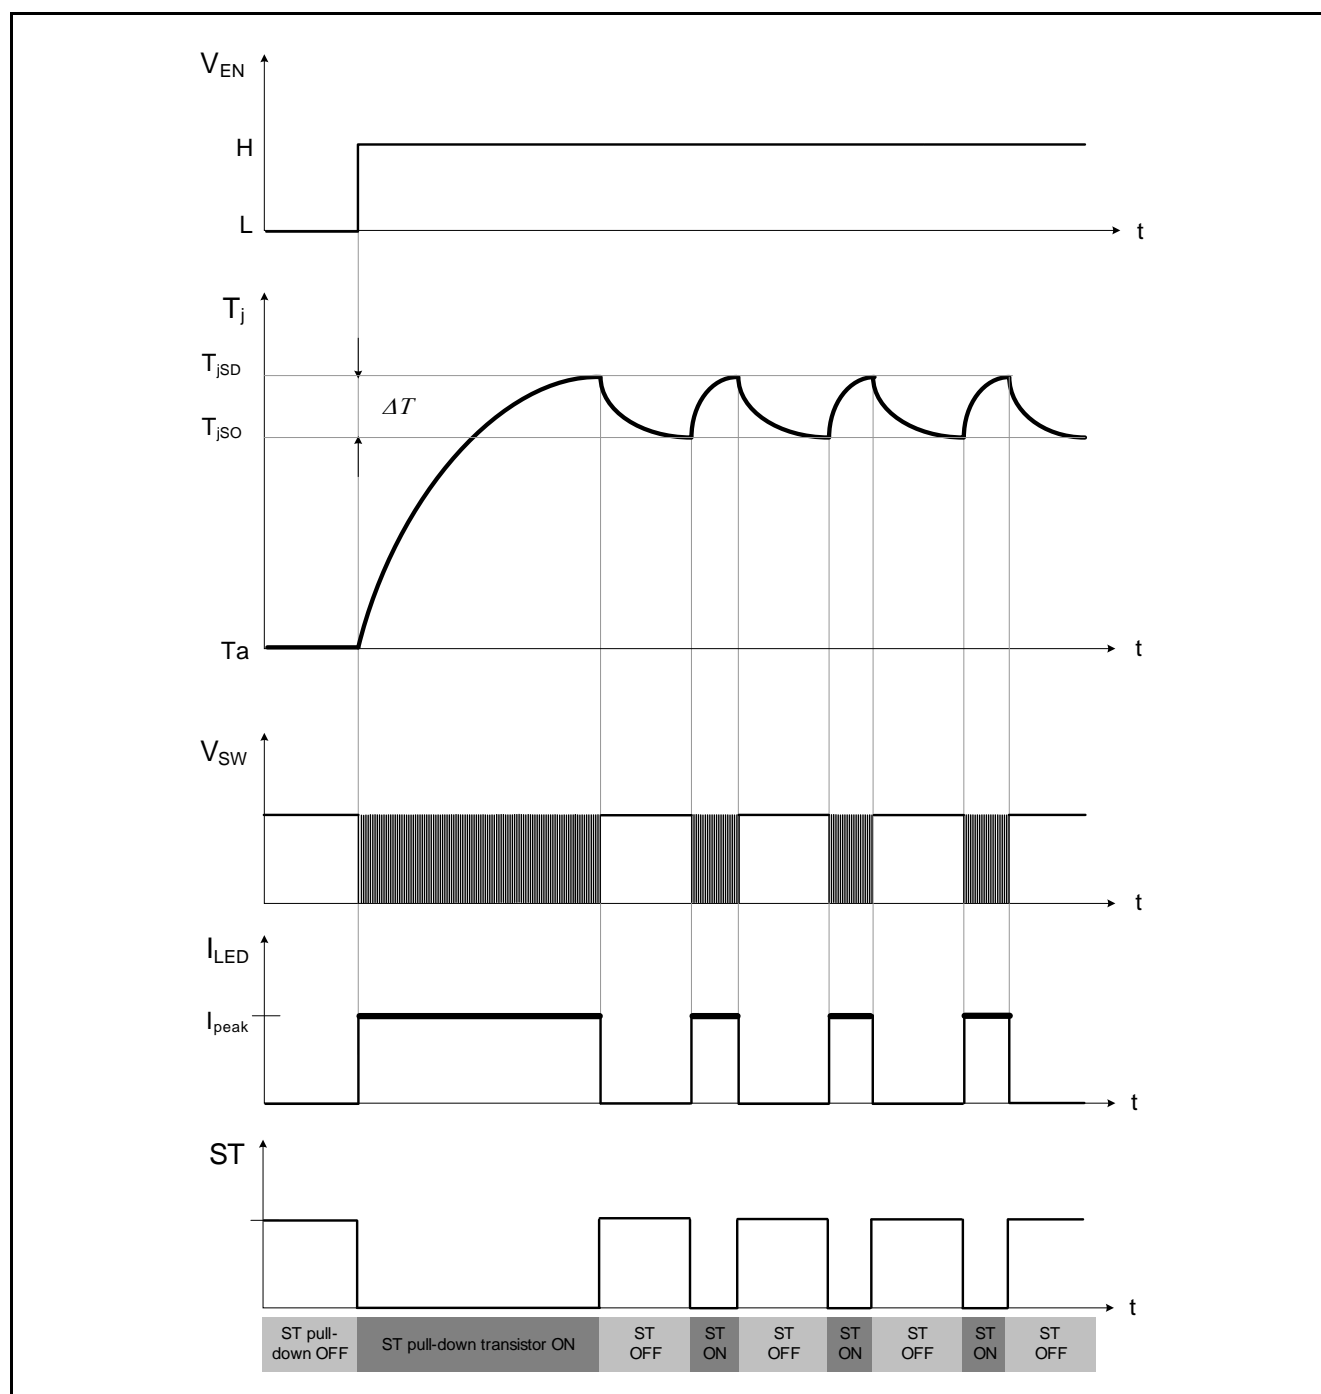 V_EN
H
L
t
T_j
T_jSD
ΔT
T_jSO
Ta
t
V_SW
t
I_LED
I_peak
t
ST
t
ST pull-
down OFF
ST pull-down transistor ON
ST
OFF
ST
ON
ST
OFF
ST
ON
ST
OFF
ST
ON
ST
OFF